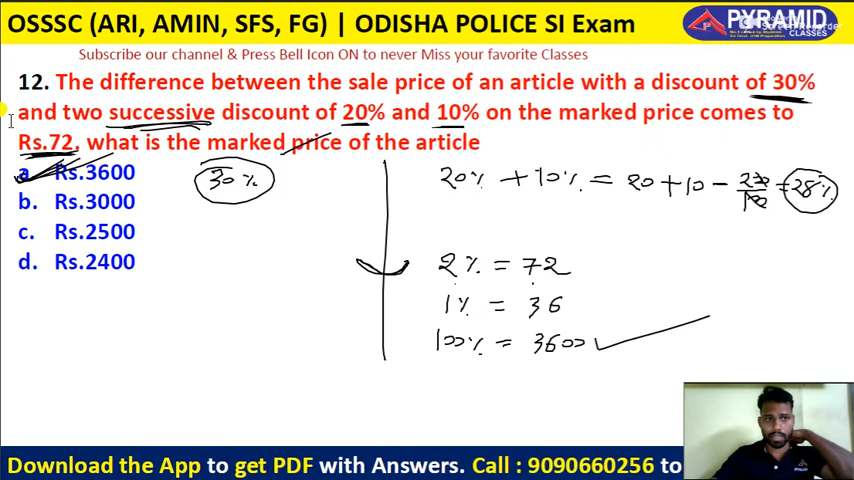 OSSSC (ARI, AMIN, SFS, FG) | ODISHA POLICE SI Exam
PYRAMID
CLASSES
Subscribe our channel & Press Bell Icon ON to never Miss your favorite Classes
12. The difference between the sale price of an article with a discount of 30%
and two successive discount of 20% and 10% on the marked price comes to
Rs.72, what is the marked price of the article
a. Rs.3600
b. Rs.3000
c. Rs.2500
d. Rs.2400
30%
20% + 10% = 20 + 10 - = 28%
2% = 72
1% = 36
100% = 3600
Download the App to get PDF with Answers. Call : 9090660256 to